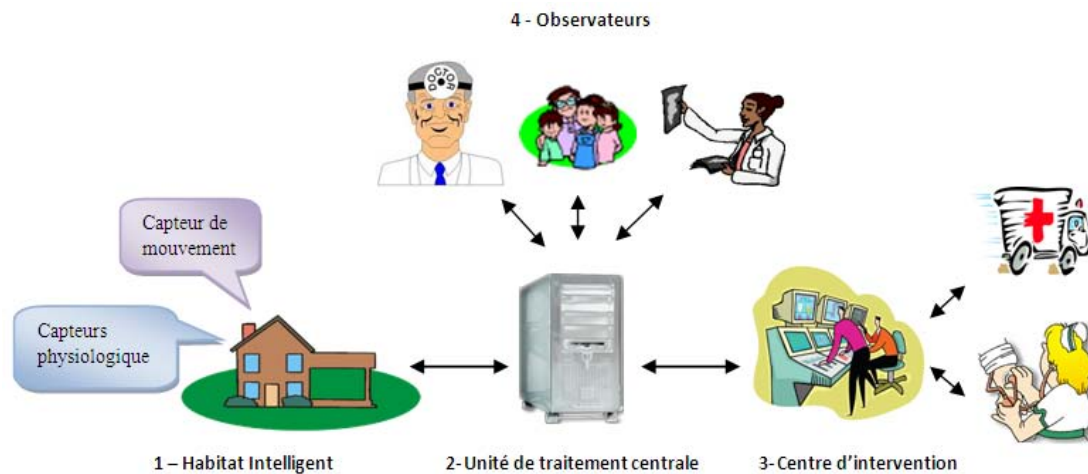 4 - Observateurs
DOCTOR
Capteur de
mouvement
Capteurs
physiologique
1 – Habitat Intelligent
2- Unité de traitement centrale
3- Centre d’intervention